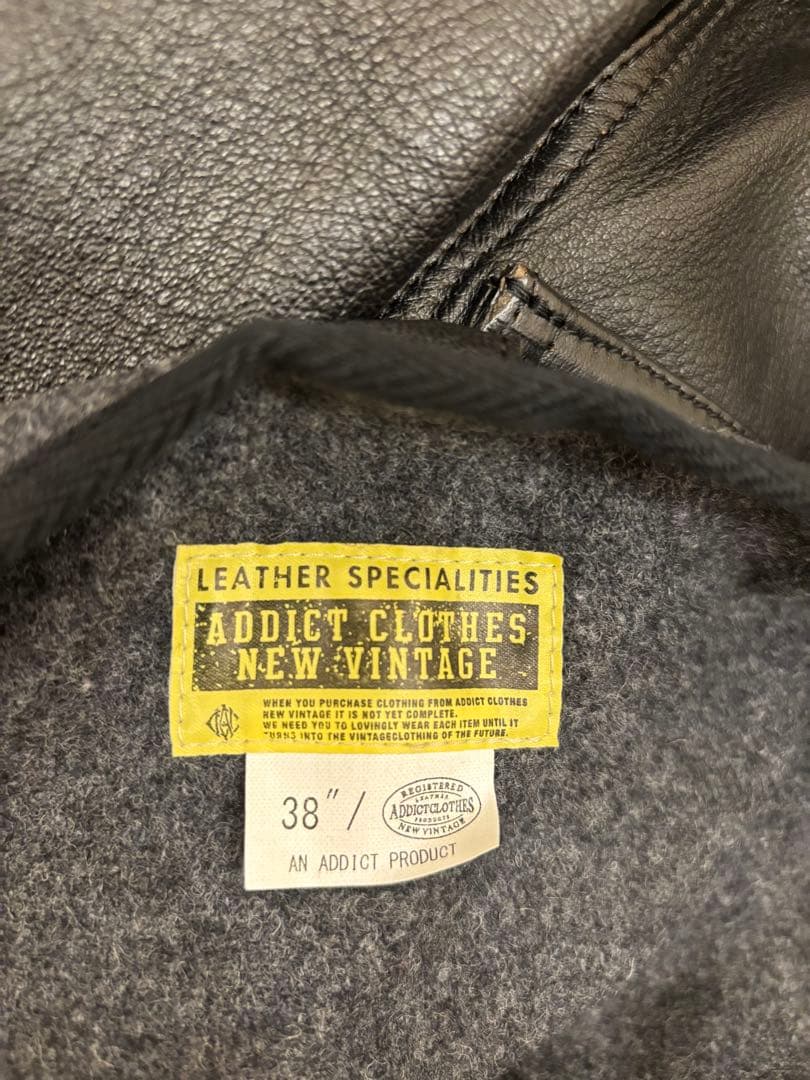 LEATHER SPECIALITIES
ADDICT CLOTHES
NEW VINTAGE
WHEN YOU PURCHASE CLOTHING FROM ADDICT CLOTHES
NEW VINTAGE IT IS NOT YET COMPLETE.
WE NEED YOU TO LOVINGLY WEAR EACH ITEM UNTIL IT
TURNS INTO THE VINTAGECLOTHING OF THE FUTURE.
38"/
REGISTERED
LEATHER
ADDICTCLOTHES
PRODUCTS
NEW VINTAGE
AN ADDICT PRODUCT